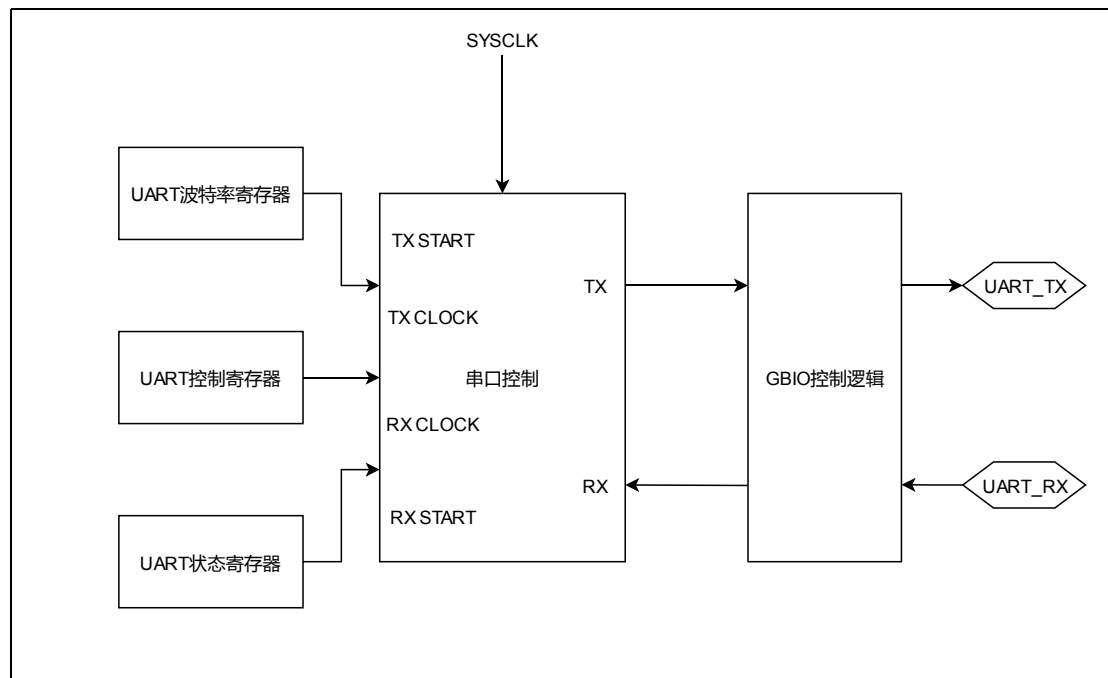 SYSCLK
UART波特率寄存器
TX START
TX
UART_TX
TX CLOCK
UART控制寄存器
串口控制
GBIO控制逻辑
RX CLOCK
RX
UART_RX
RX START
UART状态寄存器